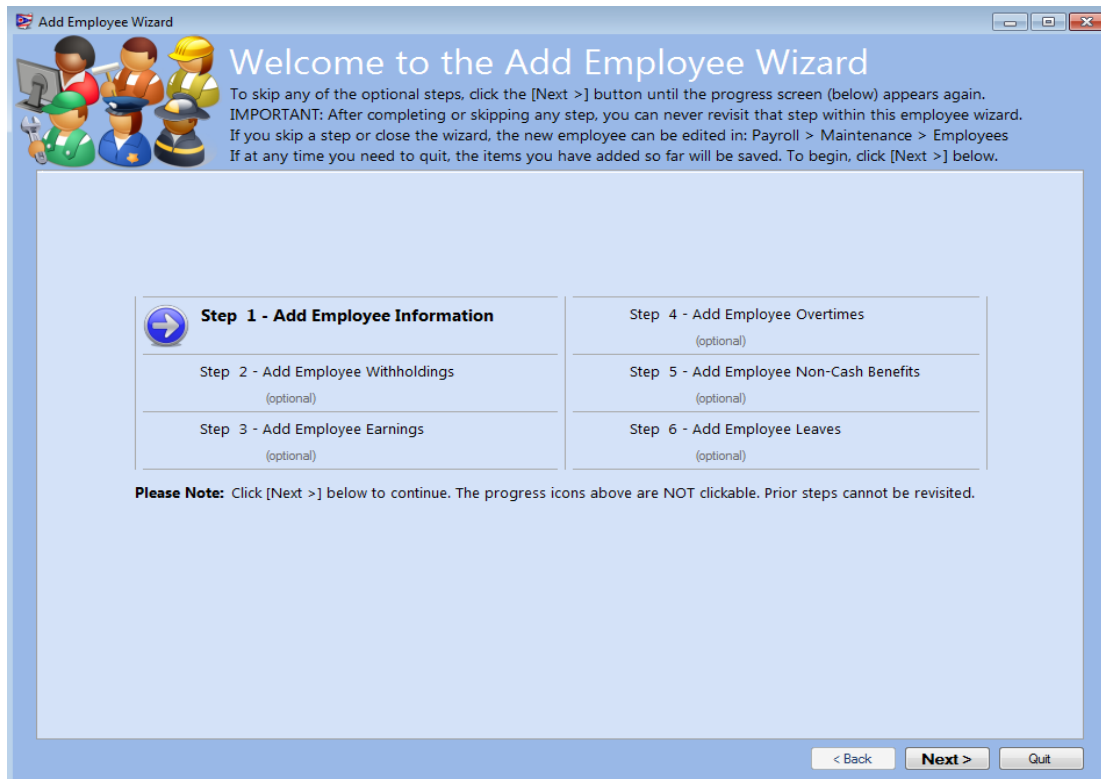 Add Employee Wizard
Welcome to the Add Employee Wizard
To skip any of the optional steps, click the [Next >] button until the progress screen (below) appears again.
IMPORTANT: After completing or skipping any step, you can never revisit that step within this employee wizard.
If you skip a step or close the wizard, the new employee can be edited in: Payroll > Maintenance > Employees
If at any time you need to quit, the items you have added so far will be saved. To begin, click [Next >] below.
Step 1 - Add Employee Information
Step 2 - Add Employee Withholdings
(optional)
Step 3 - Add Employee Earnings
(optional)
Step 4 - Add Employee Overtimes
(optional)
Step 5 - Add Employee Non-Cash Benefits
(optional)
Step 6 - Add Employee Leaves
(optional)
Please Note: Click [Next >] below to continue. The progress icons above are NOT clickable. Prior steps cannot be revisited.
< Back Next > Quit